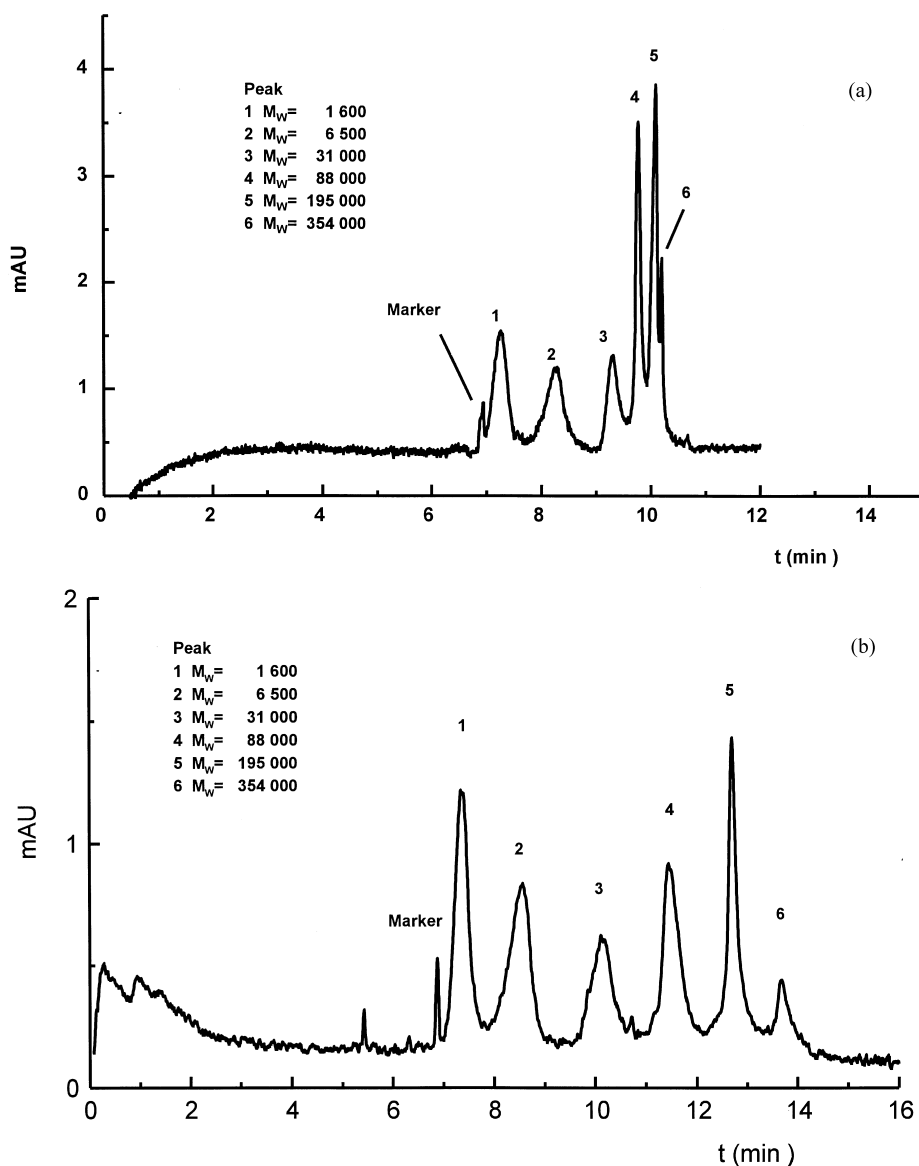 (a)
Peak
1 Mw= 1 600
2 Mw= 6 500
3 Mw= 31 000
4 Mw= 88 000
5 Mw= 195 000
6 Mw= 354 000
Marker
1
2
3
4
5
6
mAU
4
3
2
1
0
0 2 4 6 8 10 12 14
t (min )
(b)
Peak
1 Mw= 1 600
2 Mw= 6 500
3 Mw= 31 000
4 Mw= 88 000
5 Mw= 195 000
6 Mw= 354 000
Marker
1
2
3
4
5
6
mAU
2
1
0
0 2 4 6 8 10 12 14 16
t (min )